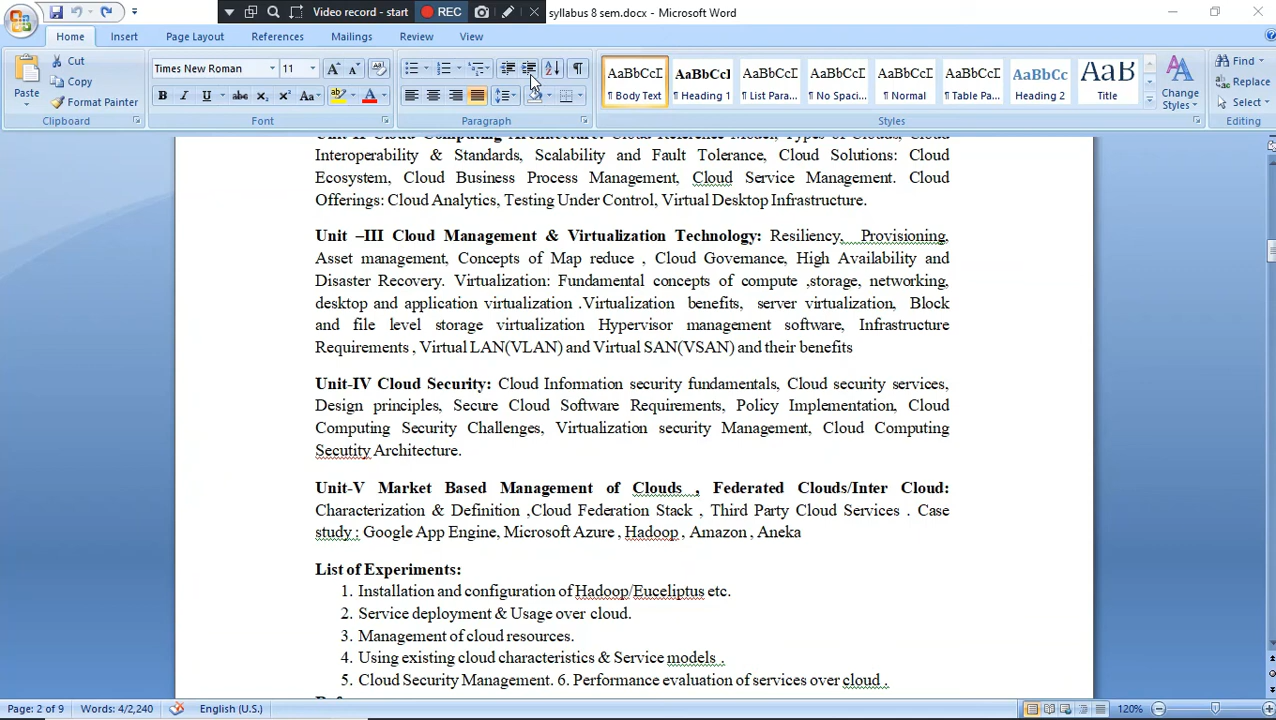 Video record - start
REC
syllabus 8 sem.docx - Microsoft Word
Home Insert Page Layout References Mailings Review View
Paste
Cut
Copy
Format Painter
Clipboard
Times New Roman 11
Font
Paragraph
AaBbCcI AaBbCcI AaBbCcI AaBbCcI AaBbCcI AaBbCcI AaBbCc AaB
¶ Body Text Heading 1 ¶ List Para... ¶ No Spaci... ¶ Normal ¶ Table Pa... Heading 2 Title
Styles
Change
Styles
Find
Replace
Select
Editing
Unit-II Cloud Computing Architecture: Cloud Reference Model, Types of Clouds, Cloud
Interoperability & Standards, Scalability and Fault Tolerance, Cloud Solutions: Cloud
Ecosystem, Cloud Business Process Management, Cloud Service Management. Cloud
Offerings: Cloud Analytics, Testing Under Control, Virtual Desktop Infrastructure.
Unit –III Cloud Management & Virtualization Technology: Resiliency, Provisioning,
Asset management, Concepts of Map reduce , Cloud Governance, High Availability and
Disaster Recovery. Virtualization: Fundamental concepts of compute ,storage, networking,
desktop and application virtualization .Virtualization benefits, server virtualization, Block
and file level storage virtualization Hypervisor management software, Infrastructure
Requirements , Virtual LAN(VLAN) and Virtual SAN(VSAN) and their benefits
Unit-IV Cloud Security: Cloud Information security fundamentals, Cloud security services,
Design principles, Secure Cloud Software Requirements, Policy Implementation, Cloud
Computing Security Challenges, Virtualization security Management, Cloud Computing
Secutity Architecture.
Unit-V Market Based Management of Clouds , Federated Clouds/Inter Cloud:
Characterization & Definition ,Cloud Federation Stack , Third Party Cloud Services . Case
study : Google App Engine, Microsoft Azure , Hadoop , Amazon , Aneka
List of Experiments:
1. Installation and configuration of Hadoop/Euceliptus etc.
2. Service deployment & Usage over cloud.
3. Management of cloud resources.
4. Using existing cloud characteristics & Service models .
5. Cloud Security Management. 6. Performance evaluation of services over cloud .
Page: 2 of 9 Words: 4/2,240 English (U.S.) 120%